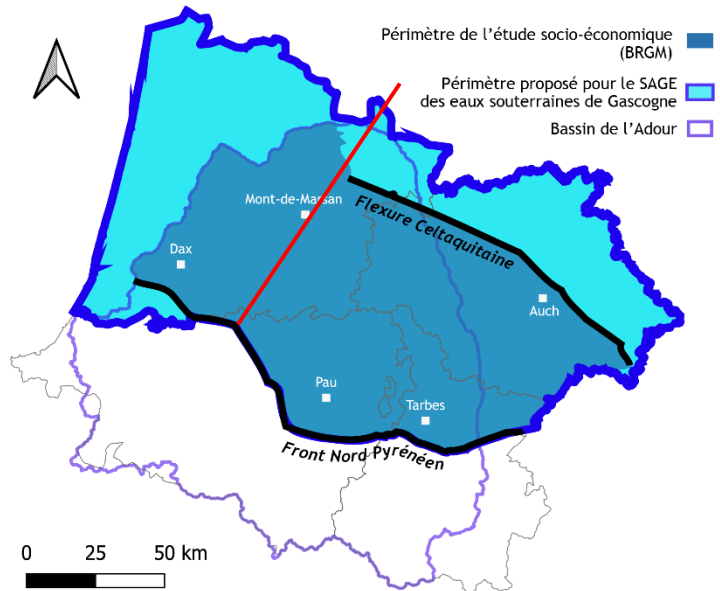 Périmètre de l'étude socio-économique
(BRGM)
Périmètre proposé pour le SAGE
des eaux souterraines de Gascogne
Bassin de l'Adour
Mont-de-Marsan
Flexure Celtaquitaine
Dax
Auch
Pau
Tarbes
Front Nord Pyrénéen
0 25 50 km